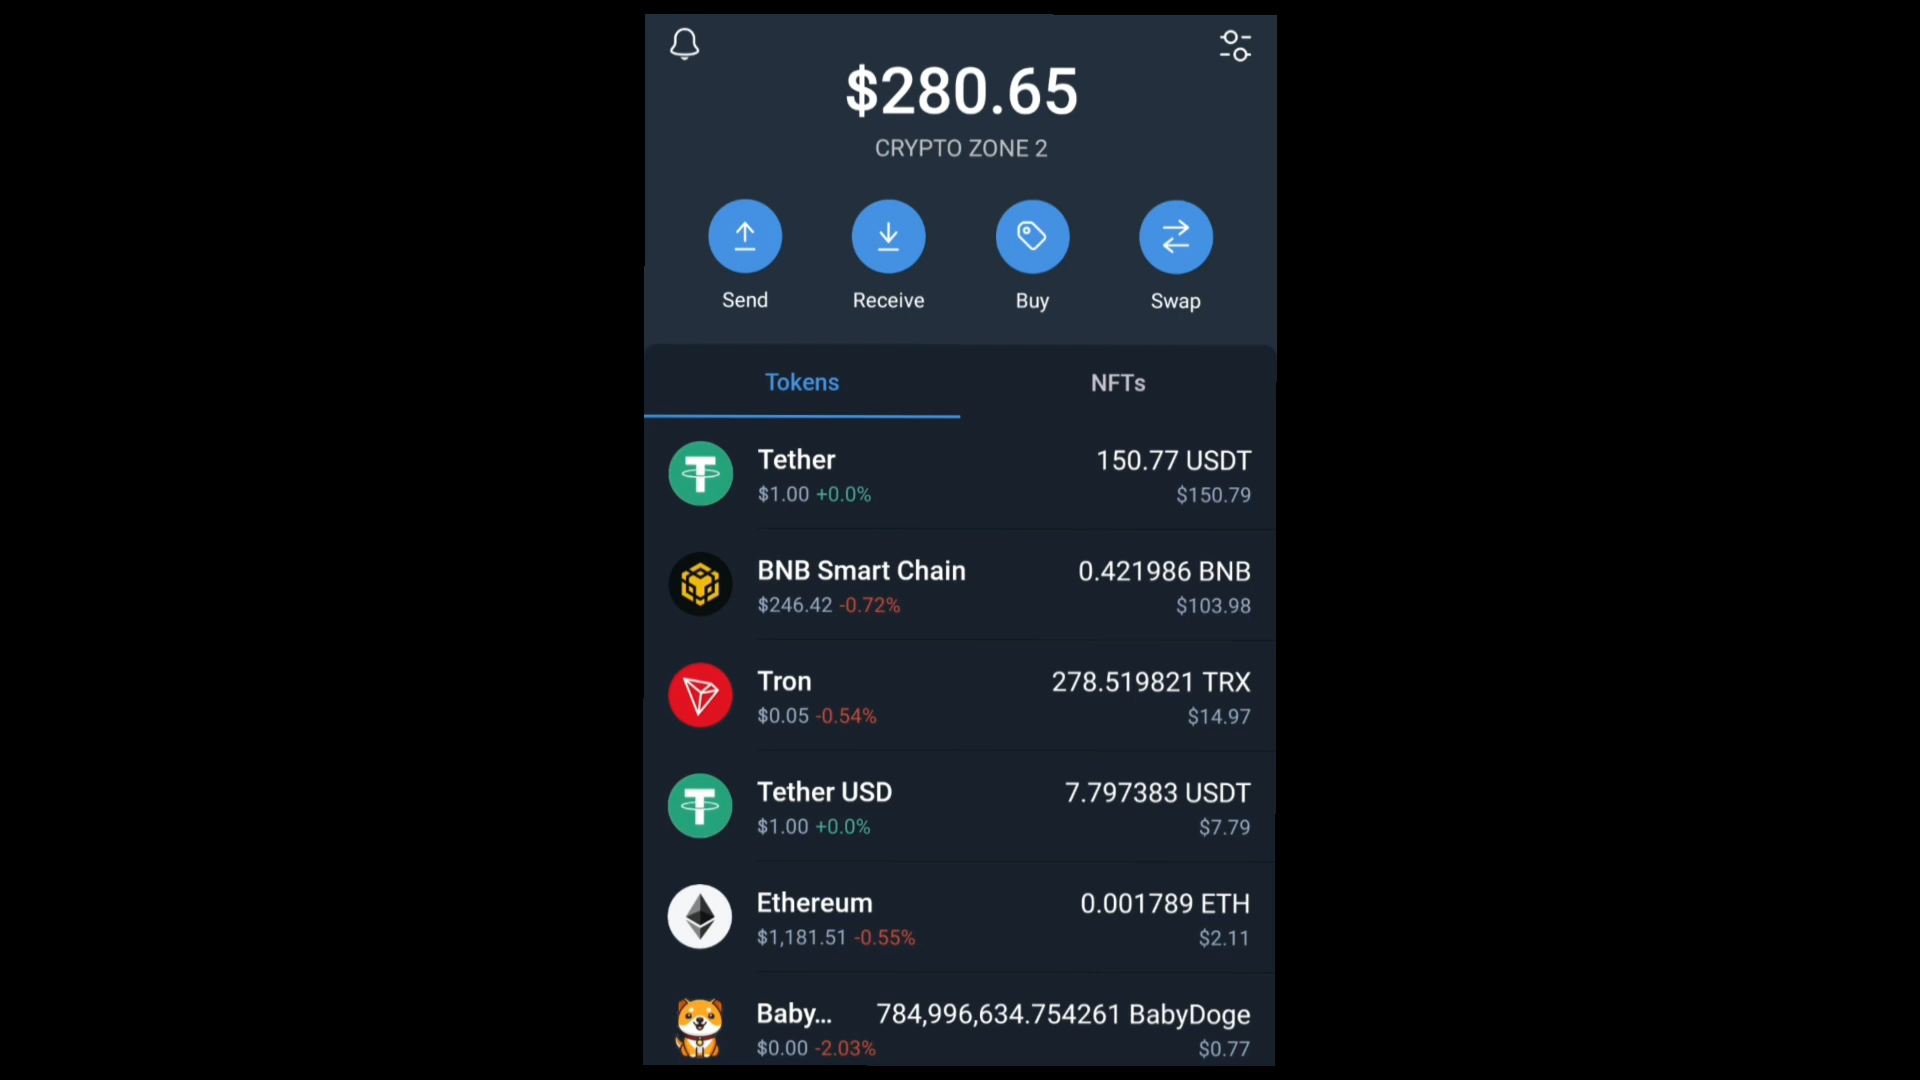 $280.65
CRYPTO ZONE 2
Send Receive Buy Swap
Tokens NFTs
Tether 150.77 USDT
$1.00 +0.0% $150.79
BNB Smart Chain 0.421986 BNB
$246.42 -0.72% $103.98
Tron 278.519821 TRX
$0.05 -0.54% $14.97
Tether USD 7.797383 USDT
$1.00 +0.0% $7.79
Ethereum 0.001789 ETH
$1,181.51 -0.55% $2.11
Baby... 784,996,634.754261 BabyDoge
$0.00 -2.03% $0.77